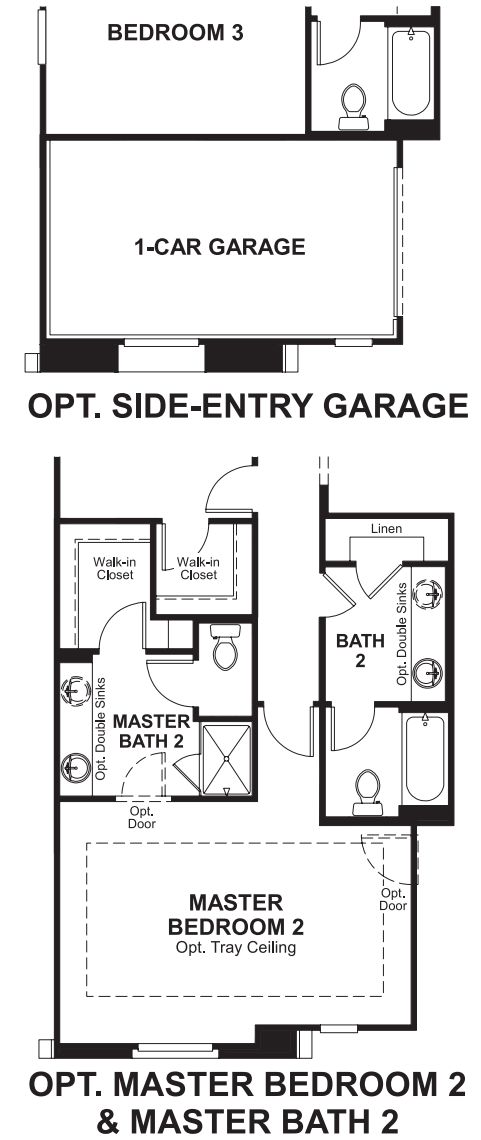 BEDROOM 3
1-CAR GARAGE
OPT. SIDE-ENTRY GARAGE
Linen
Walk-in
Closet
Walk-in
Closet
Opt. Double Sinks
BATH
2
Opt. Double Sinks
MASTER
BATH 2
Opt.
Door
Opt.
Door
MASTER
BEDROOM 2
Opt. Tray Ceiling
OPT. MASTER BEDROOM 2
& MASTER BATH 2